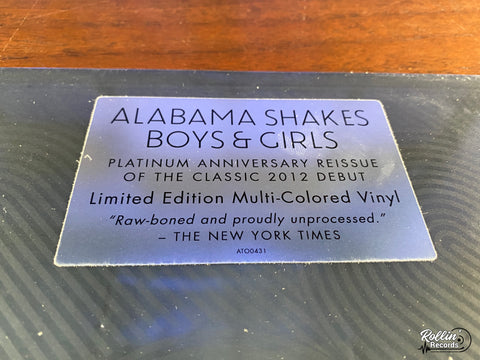 ALABAMA SHAKES
BOYS & GIRLS
PLATINUM ANNIVERSARY REISSUE
OF THE CLASSIC 2012 DEBUT
Limited Edition Multi-Colored Vinyl
“Raw-boned and proudly unprocessed.”
– THE NEW YORK TIMES
ATO0431
Rollin'
Records